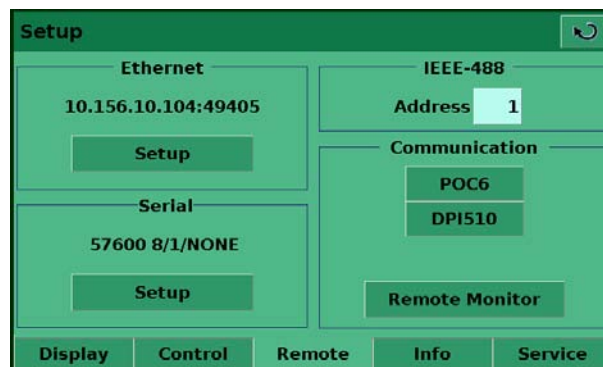 Setup
Ethernet
10.156.10.104:49405
Setup
Serial
57600 8/1/NONE
Setup
IEEE-488
Address 1
Communication
POC6
DPI510
Remote Monitor
Display Control Remote Info Service